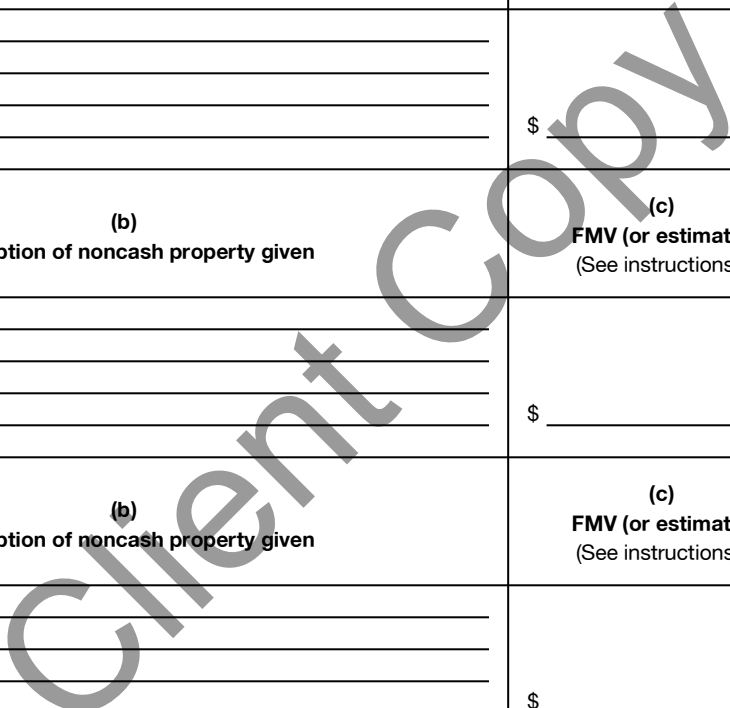 $
(b)
ption of noncash property given
(c)
FMV (or estimat
(See instructions
$
(b)
ption of noncash property given
(c)
FMV (or estimat
(See instructions
$
Client Copy